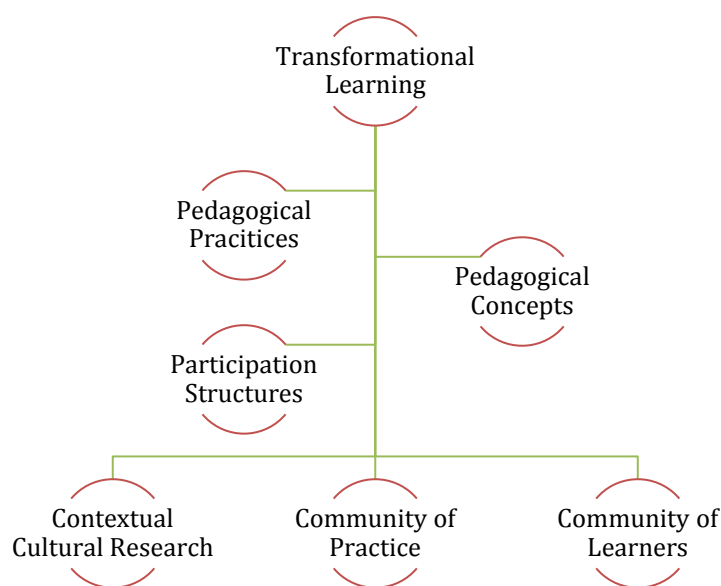 Transformational
Learning
Pedagogical
Pracitices
Pedagogical
Concepts
Participation
Structures
Contextual
Cultural Research
Community of
Practice
Community of
Learners